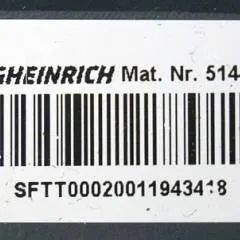 GHEINRICH Mat. Nr. 514
SFTT00020011943418